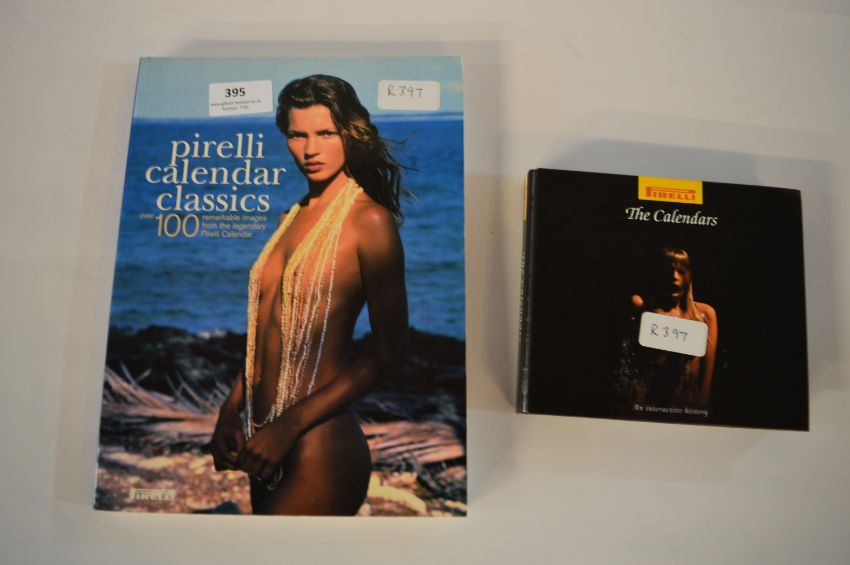 395
R397
pirelli
calendar
classics
over 100 remarkable images
from the legendary
Pirelli Calendar
PIRELLI
PIRELLI
The Calendars
R397
An interactive history